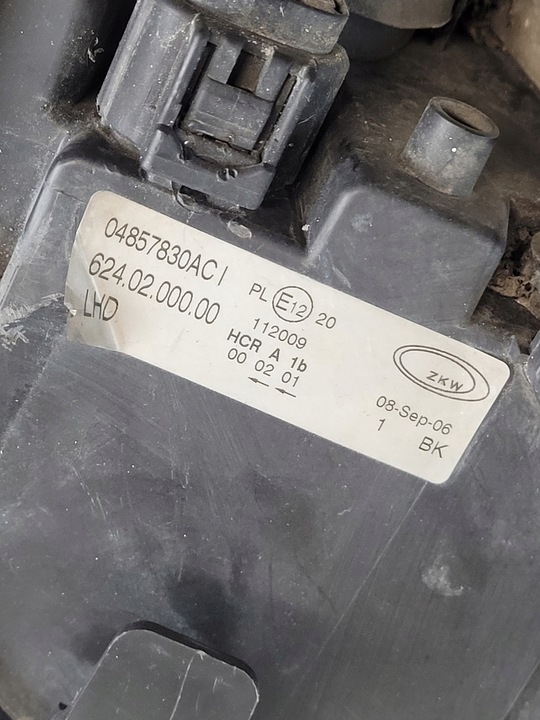 04857830AC I
624.02.000.00
LHD
PL E12 20
112009
HCR A 1b
00 02 01
← ←
ZKW
08-Sep-06
1 BK